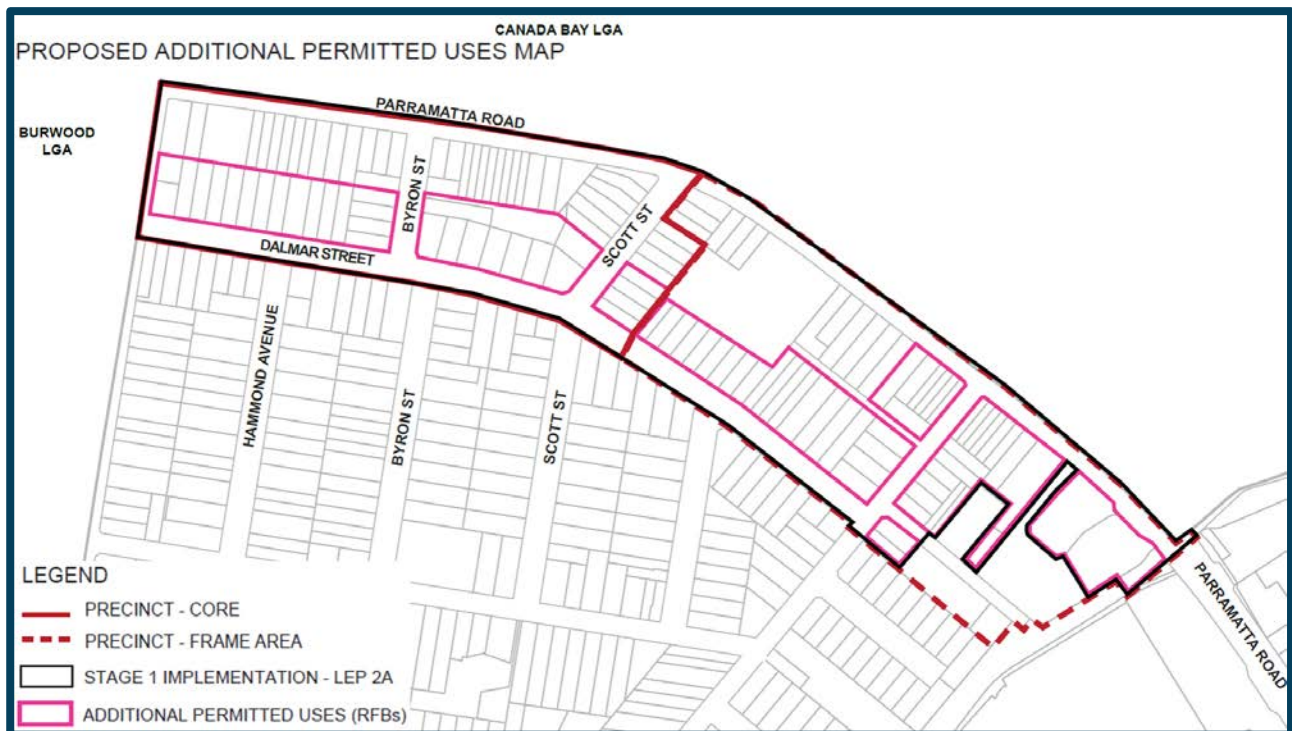 CANADA BAY LGA
PROPOSED ADDITIONAL PERMITTED USES MAP
PARRAMATTA ROAD
BURWOOD
LGA
BYRON ST
SCOTT ST
DALMAR STREET
HAMMOND AVENUE
BYRON ST
SCOTT ST
PARRAMATTA ROAD
LEGEND
PRECINCT - CORE
PRECINCT - FRAME AREA
STAGE 1 IMPLEMENTATION - LEP 2A
ADDITIONAL PERMITTED USES (RFBs)